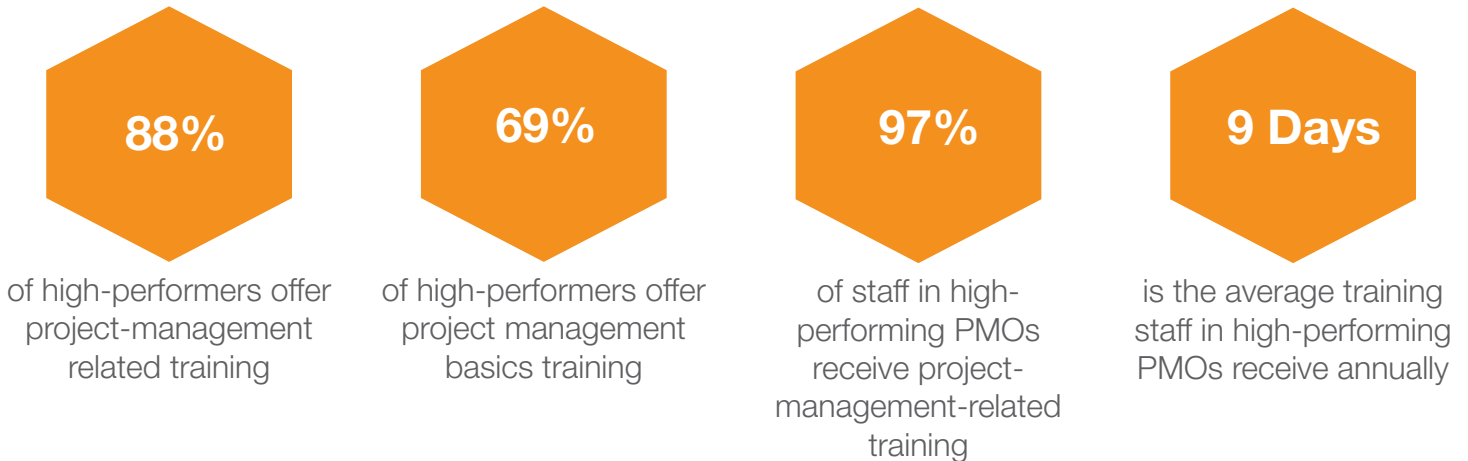 88%
of high-performers offer
project-management
related training
69%
of high-performers offer
project management
basics training
97%
of staff in high-
performing PMOs
receive project-
management-related
training
9 Days
is the average training
staff in high-performing
PMOs receive annually